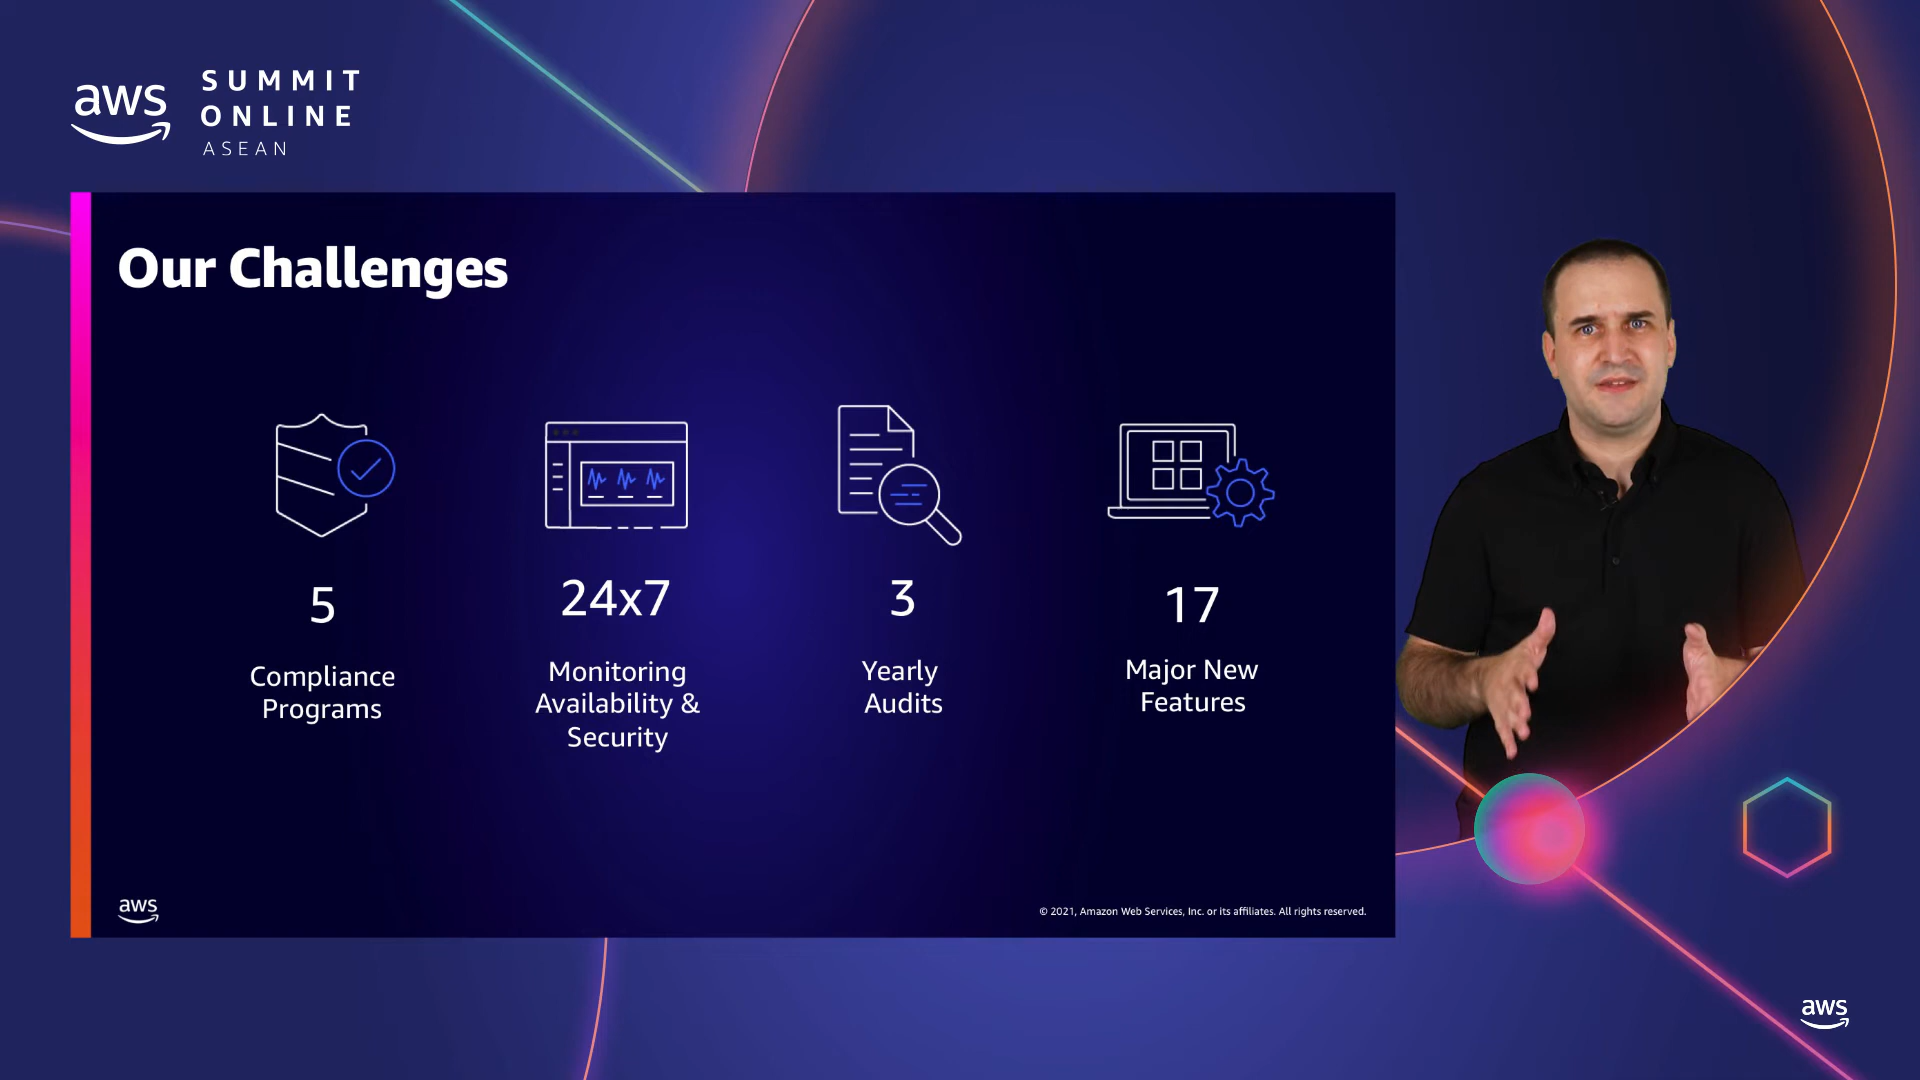 aws
SUMMIT
ONLINE
ASEAN
Our Challenges
5
Compliance
Programs
24x7
Monitoring
Availability &
Security
3
Yearly
Audits
17
Major New
Features
aws
© 2021, Amazon Web Services, Inc. or its affiliates. All rights reserved.
aws